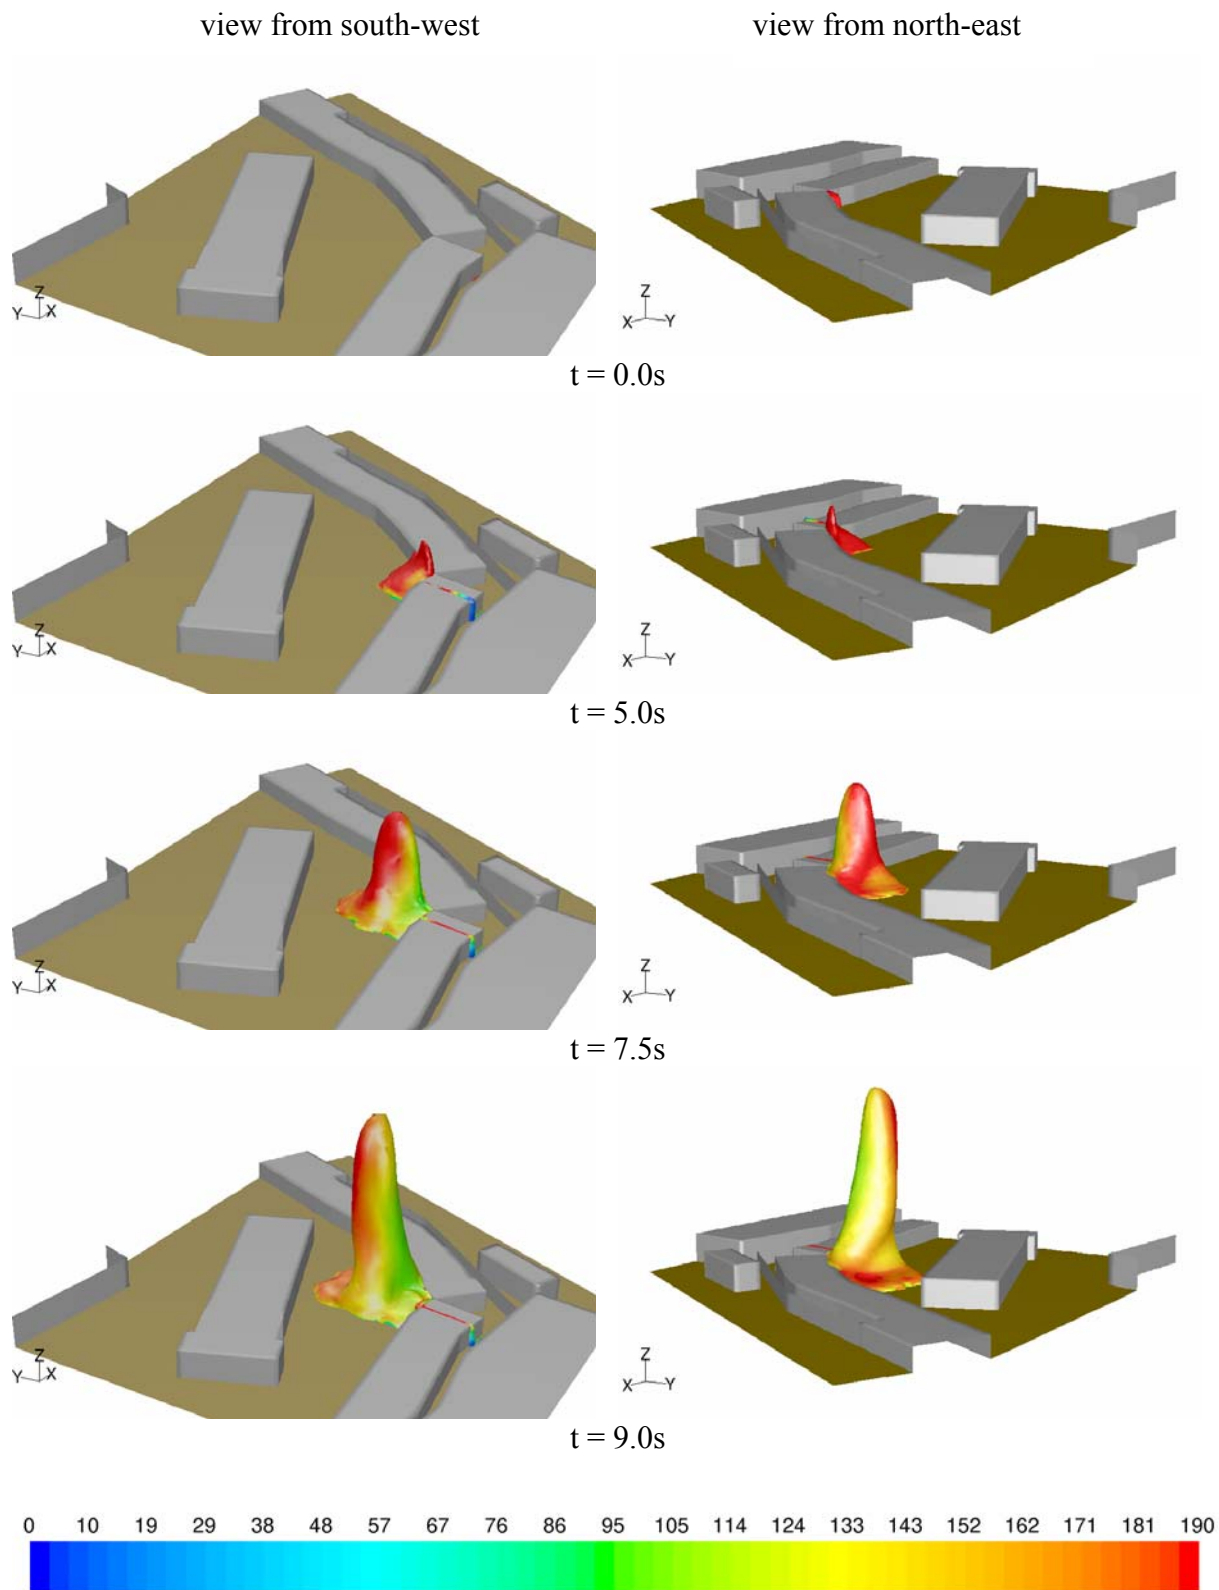 view from south-west view from north-east
Z Y X Z X Y
t = 0.0s
Z Y X Z X Y
t = 5.0s
Z Y X Z X Y
t = 7.5s
Z Y X Z X Y
t = 9.0s
0 10 19 29 38 48 57 67 76 86 95 105 114 124 133 143 152 162 171 181 190